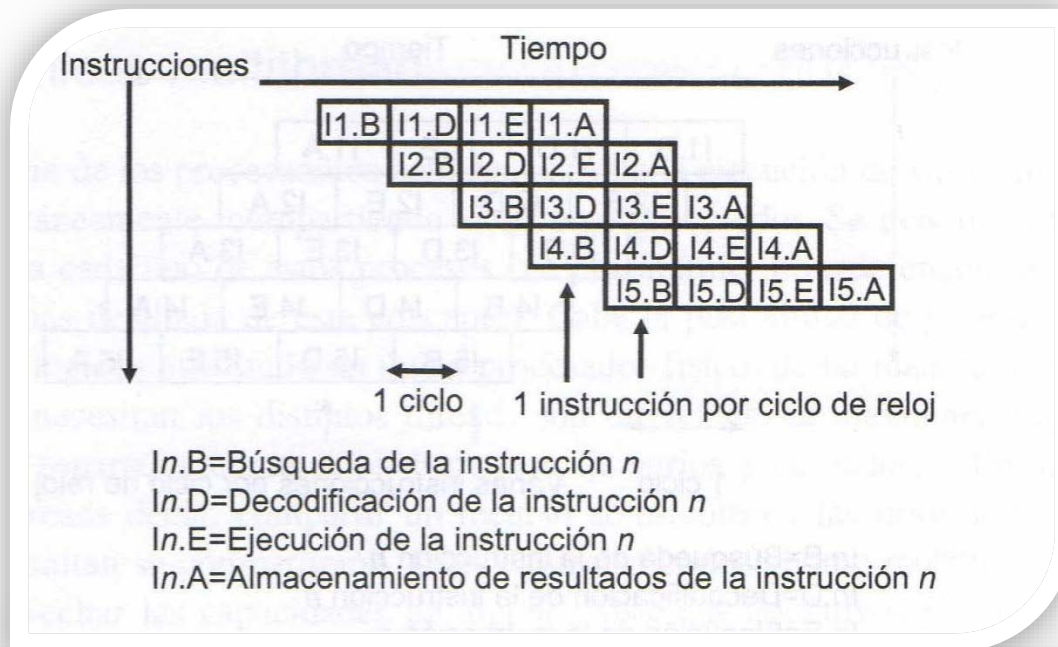 Tiempo
Instrucciones
I1.B I1.D I1.E I1.A
I2.B I2.D I2.E I2.A
I3.B I3.D I3.E I3.A
I4.B I4.D I4.E I4.A
I5.B I5.D I5.E I5.A
1 ciclo 1 instrucción por ciclo de reloj
In.B=Búsqueda de la instrucción n
In.D=Decodificación de la instrucción n
In.E=Ejecución de la instrucción n
In.A=Almacenamiento de resultados de la instrucción n